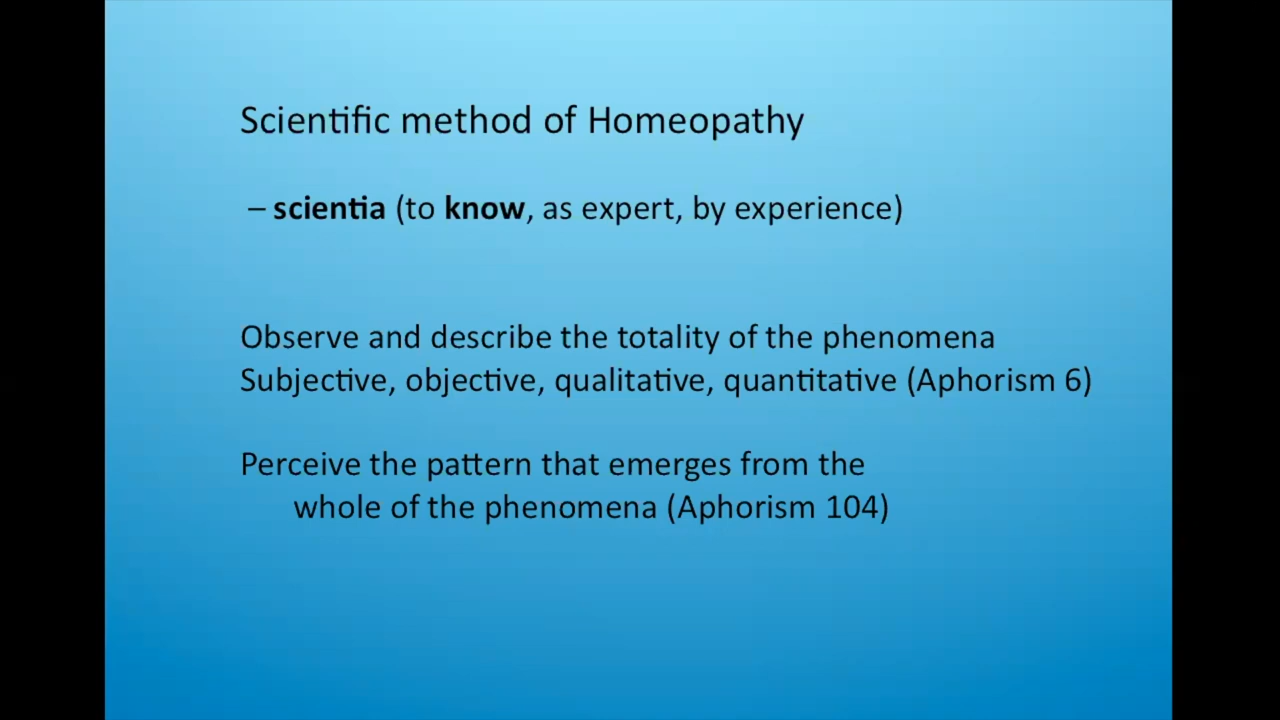 Scientific method of Homeopathy
– scientia (to know, as expert, by experience)
Observe and describe the totality of the phenomena
Subjective, objective, qualitative, quantitative (Aphorism 6)
Perceive the pattern that emerges from the
whole of the phenomena (Aphorism 104)